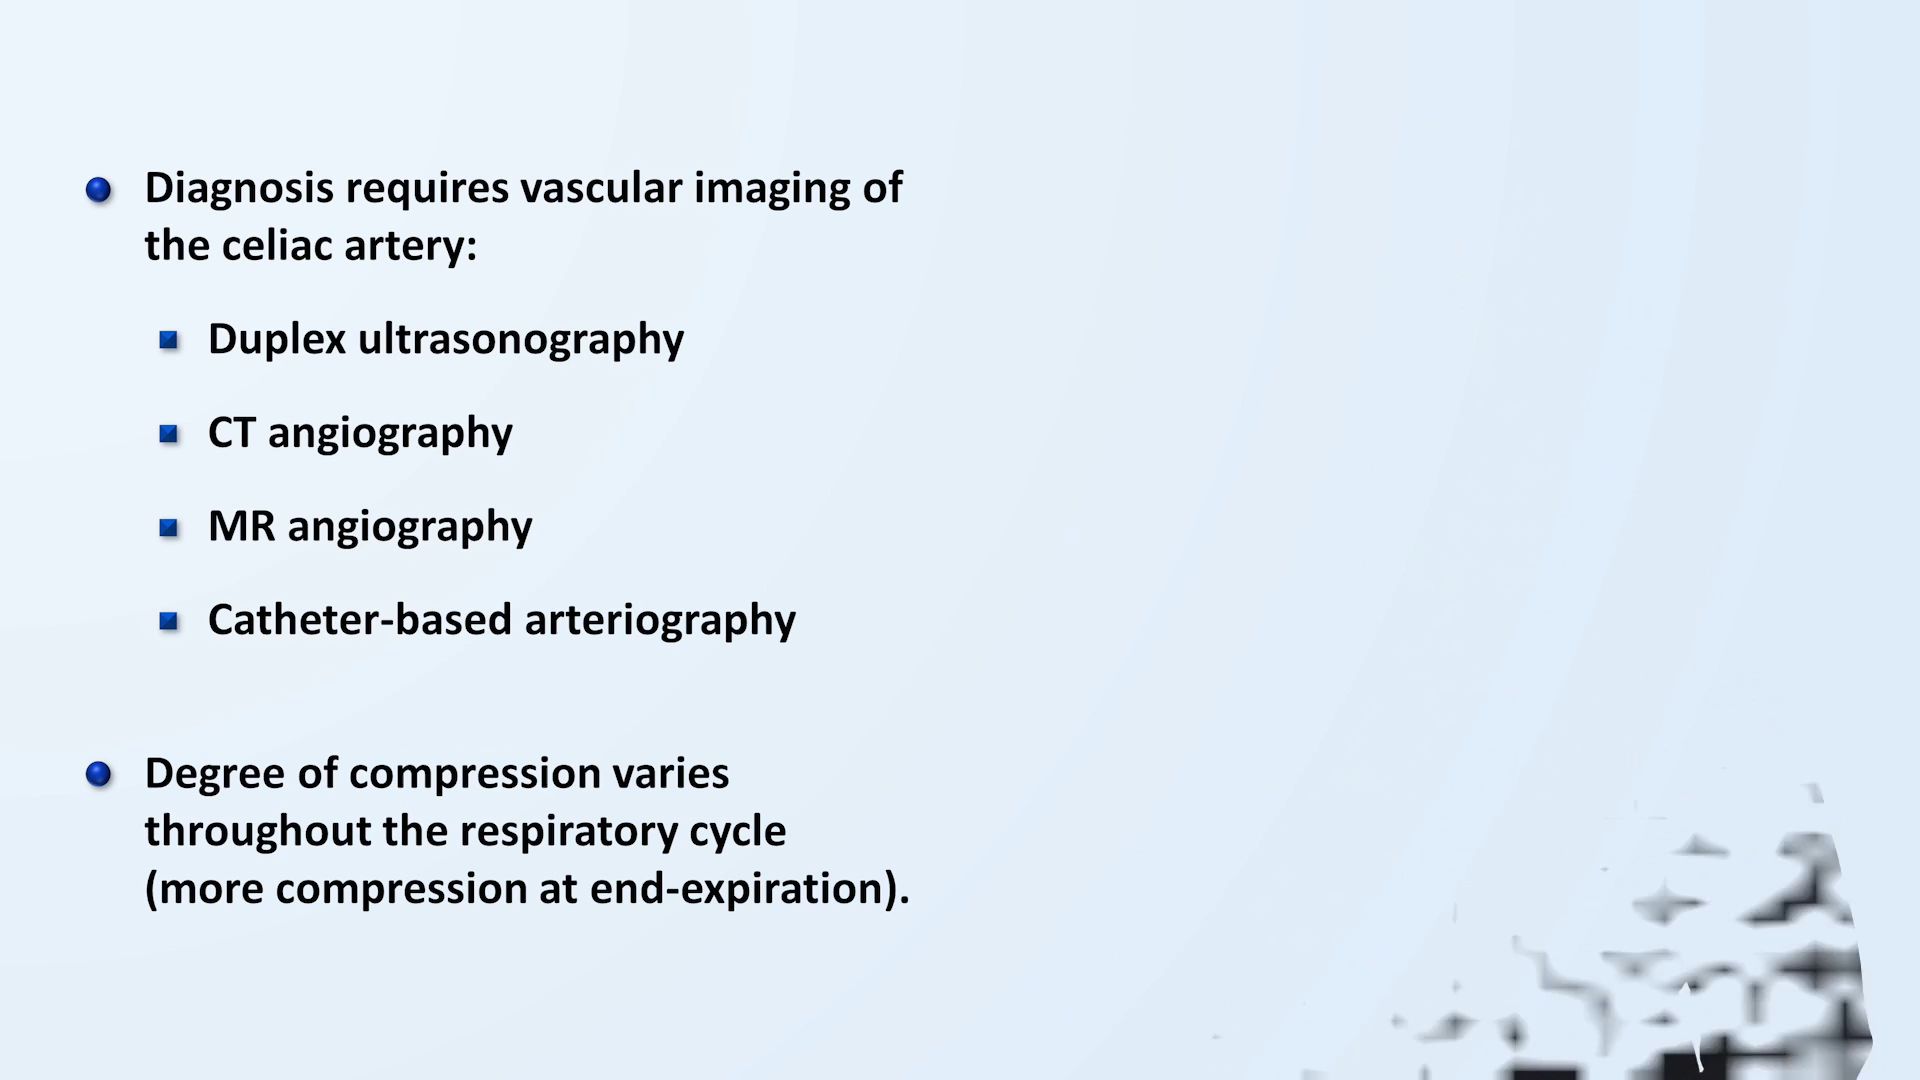 Diagnosis requires vascular imaging of
the celiac artery:
Duplex ultrasonography
CT angiography
MR angiography
Catheter-based arteriography
Degree of compression varies
throughout the respiratory cycle
(more compression at end-expiration).